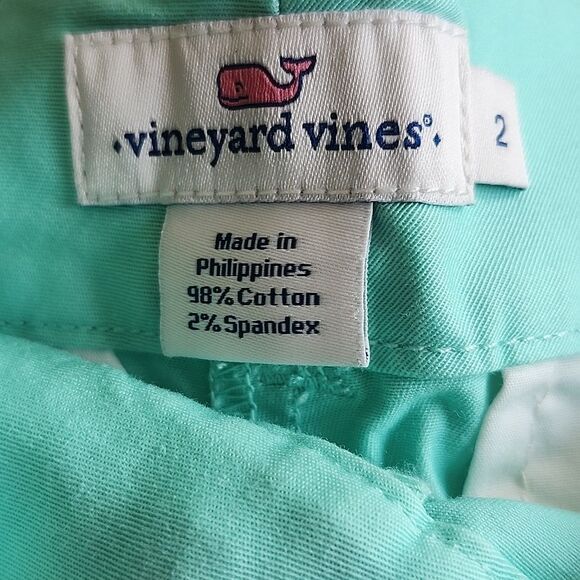 vineyard vines®
2
Made in
Philippines
98% Cotton
2% Spandex